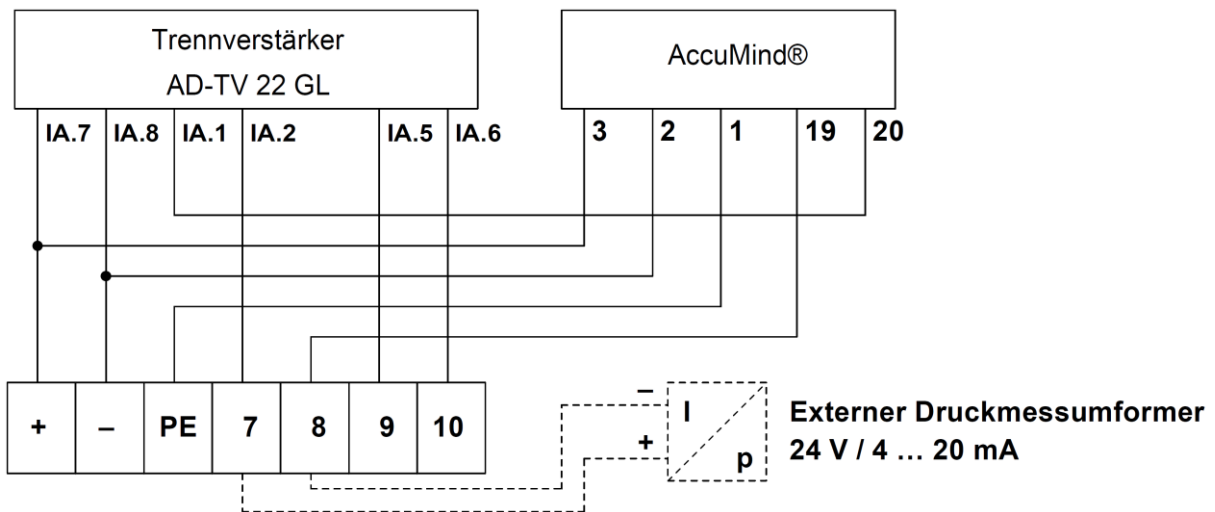 Trennverstärker
AD-TV 22 GL
AccuMind®
IA.7 IA.8 IA.1 IA.2 IA.5 IA.6
3 2 1 19 20
+ – PE 7 8 9 10
–
+
I
p
Externer Druckmessumformer
24 V / 4 … 20 mA